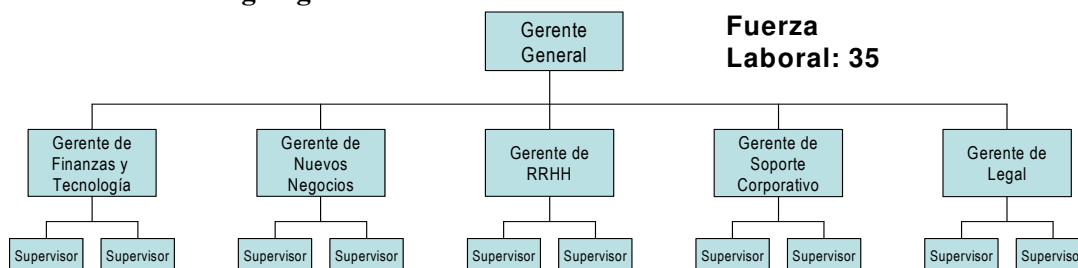 Gerente
General
Fuerza
Laboral: 35
Gerente de
Finanzas y
Tecnología
Gerente de
Nuevos
Negocios
Gerente de
RRHH
Gerente de
Soporte
Corporativo
Gerente de
Legal
Supervisor
Supervisor
Supervisor
Supervisor
Supervisor
Supervisor
Supervisor
Supervisor
Supervisor
Supervisor